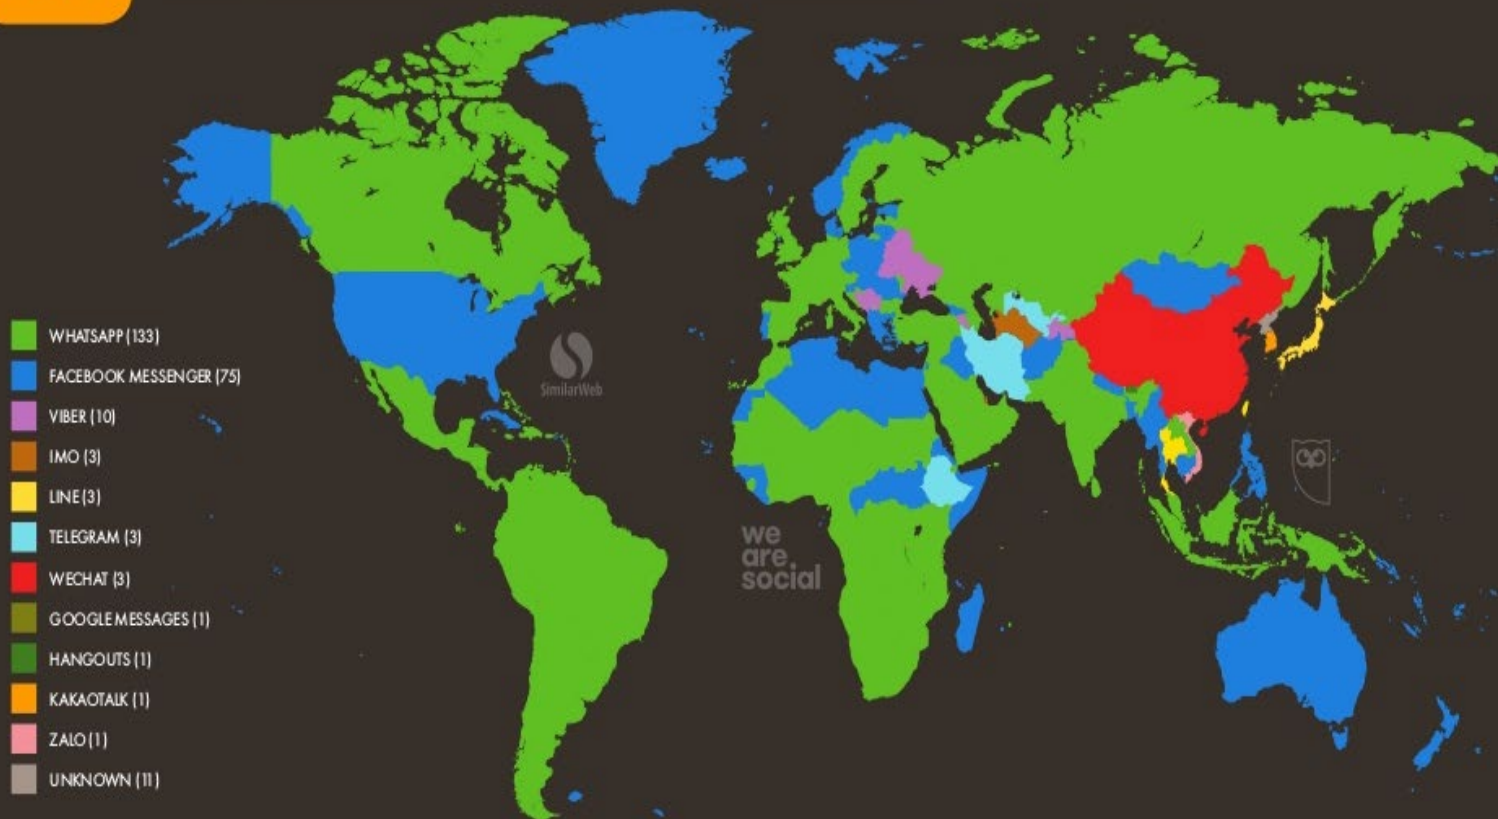 WHATSAPP (133)
FACEBOOK MESSENGER (75)
VIBER (10)
IMO (3)
LINE (3)
TELEGRAM (3)
WECHAT (3)
GOOGLE MESSAGES (1)
HANGOUTS (1)
KAKAOTALK (1)
ZALO (1)
UNKNOWN (11)
SimilarWeb
we
are.
social